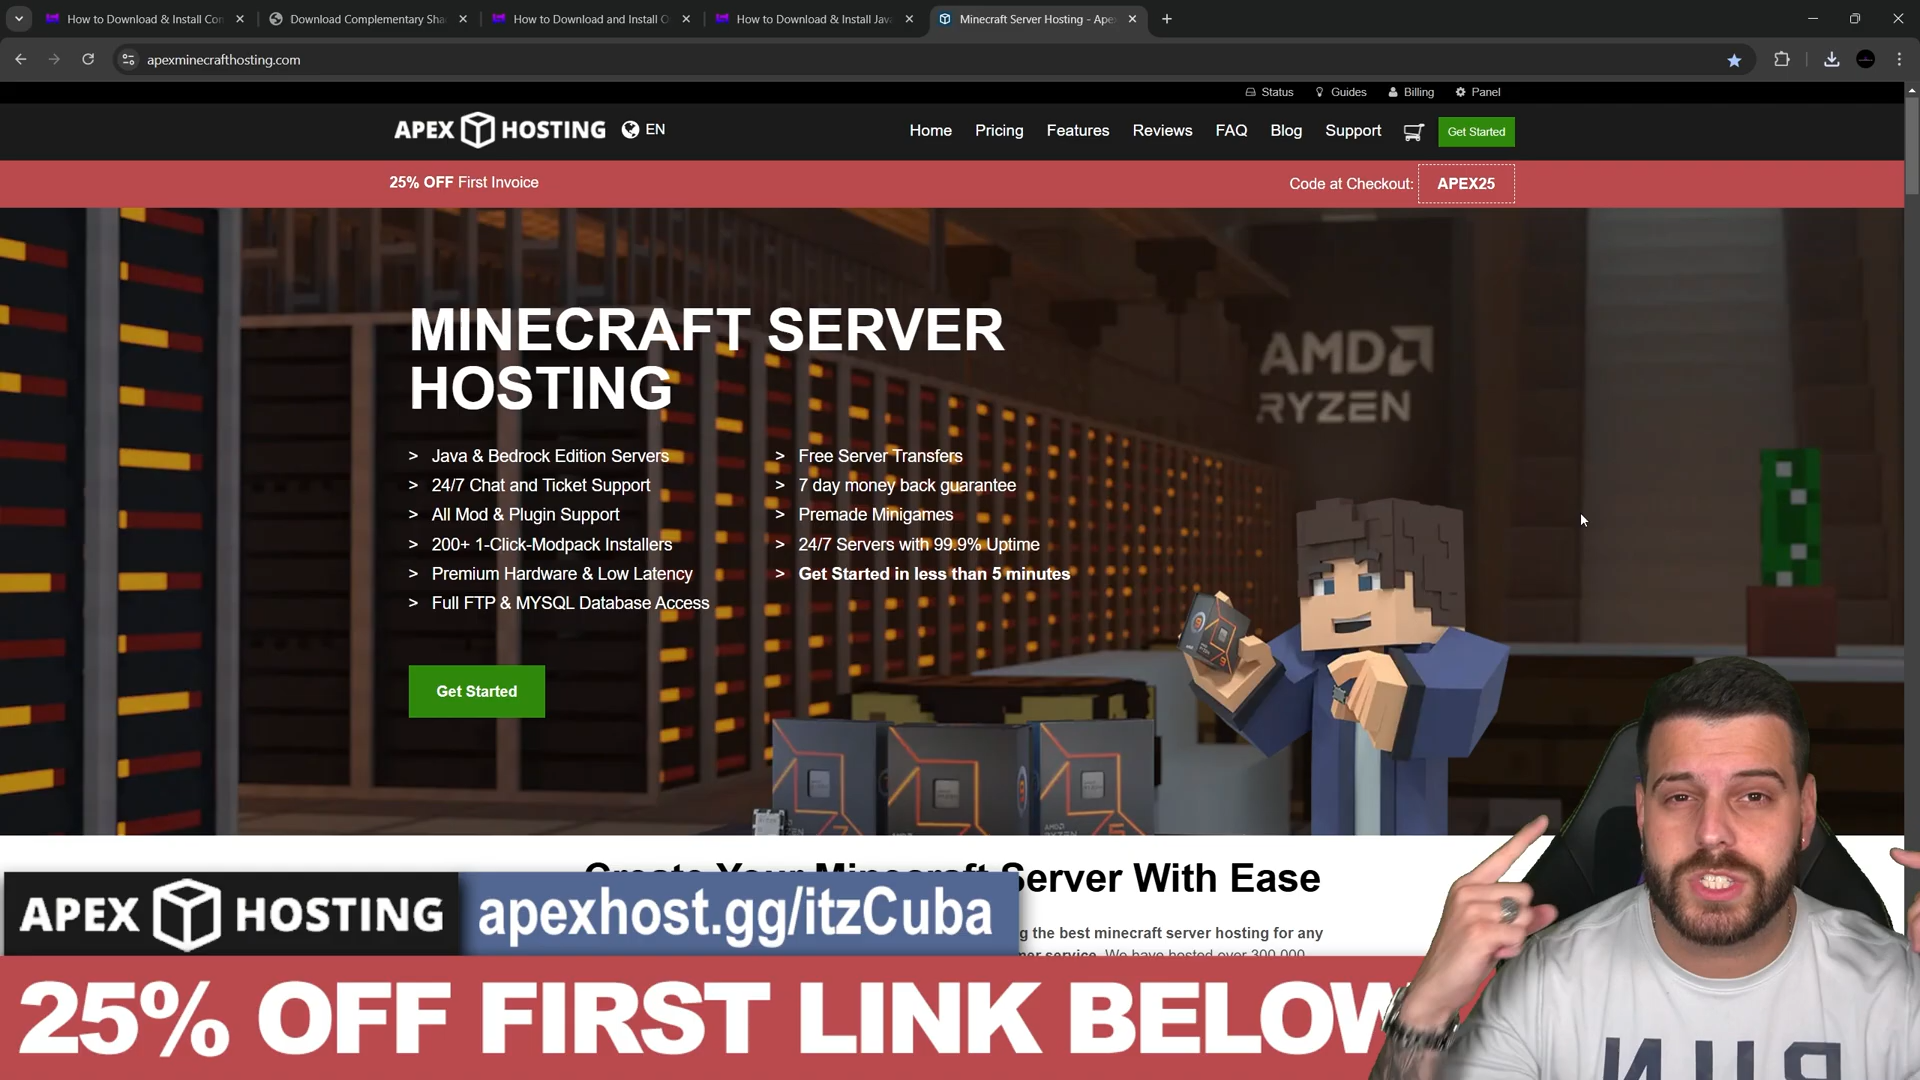 How to Download & Install Con
Download Complementary Sha
How to Download and Install O
How to Download & Install Jav
Minecraft Server Hosting - Ape
apexminecrafthosting.com
Status
Guides
Billing
Panel
APEX HOSTING
EN
Home
Pricing
Features
Reviews
FAQ
Blog
Support
Get Started
25% OFF First Invoice
Code at Checkout: APEX25
MINECRAFT SERVER
HOSTING
AMD
RYZEN
> Java & Bedrock Edition Servers
> 24/7 Chat and Ticket Support
> All Mod & Plugin Support
> 200+ 1-Click-Modpack Installers
> Premium Hardware & Low Latency
> Full FTP & MYSQL Database Access
> Free Server Transfers
> 7 day money back guarantee
> Premade Minigames
> 24/7 Servers with 99.9% Uptime
> Get Started in less than 5 minutes
Get Started
Create Your Minecraft Server With Ease
g the best minecraft server hosting for any
mer service. We have hosted over 300,000
APEX HOSTING
apexhost.gg/itzCuba
25% OFF FIRST LINK BELOW